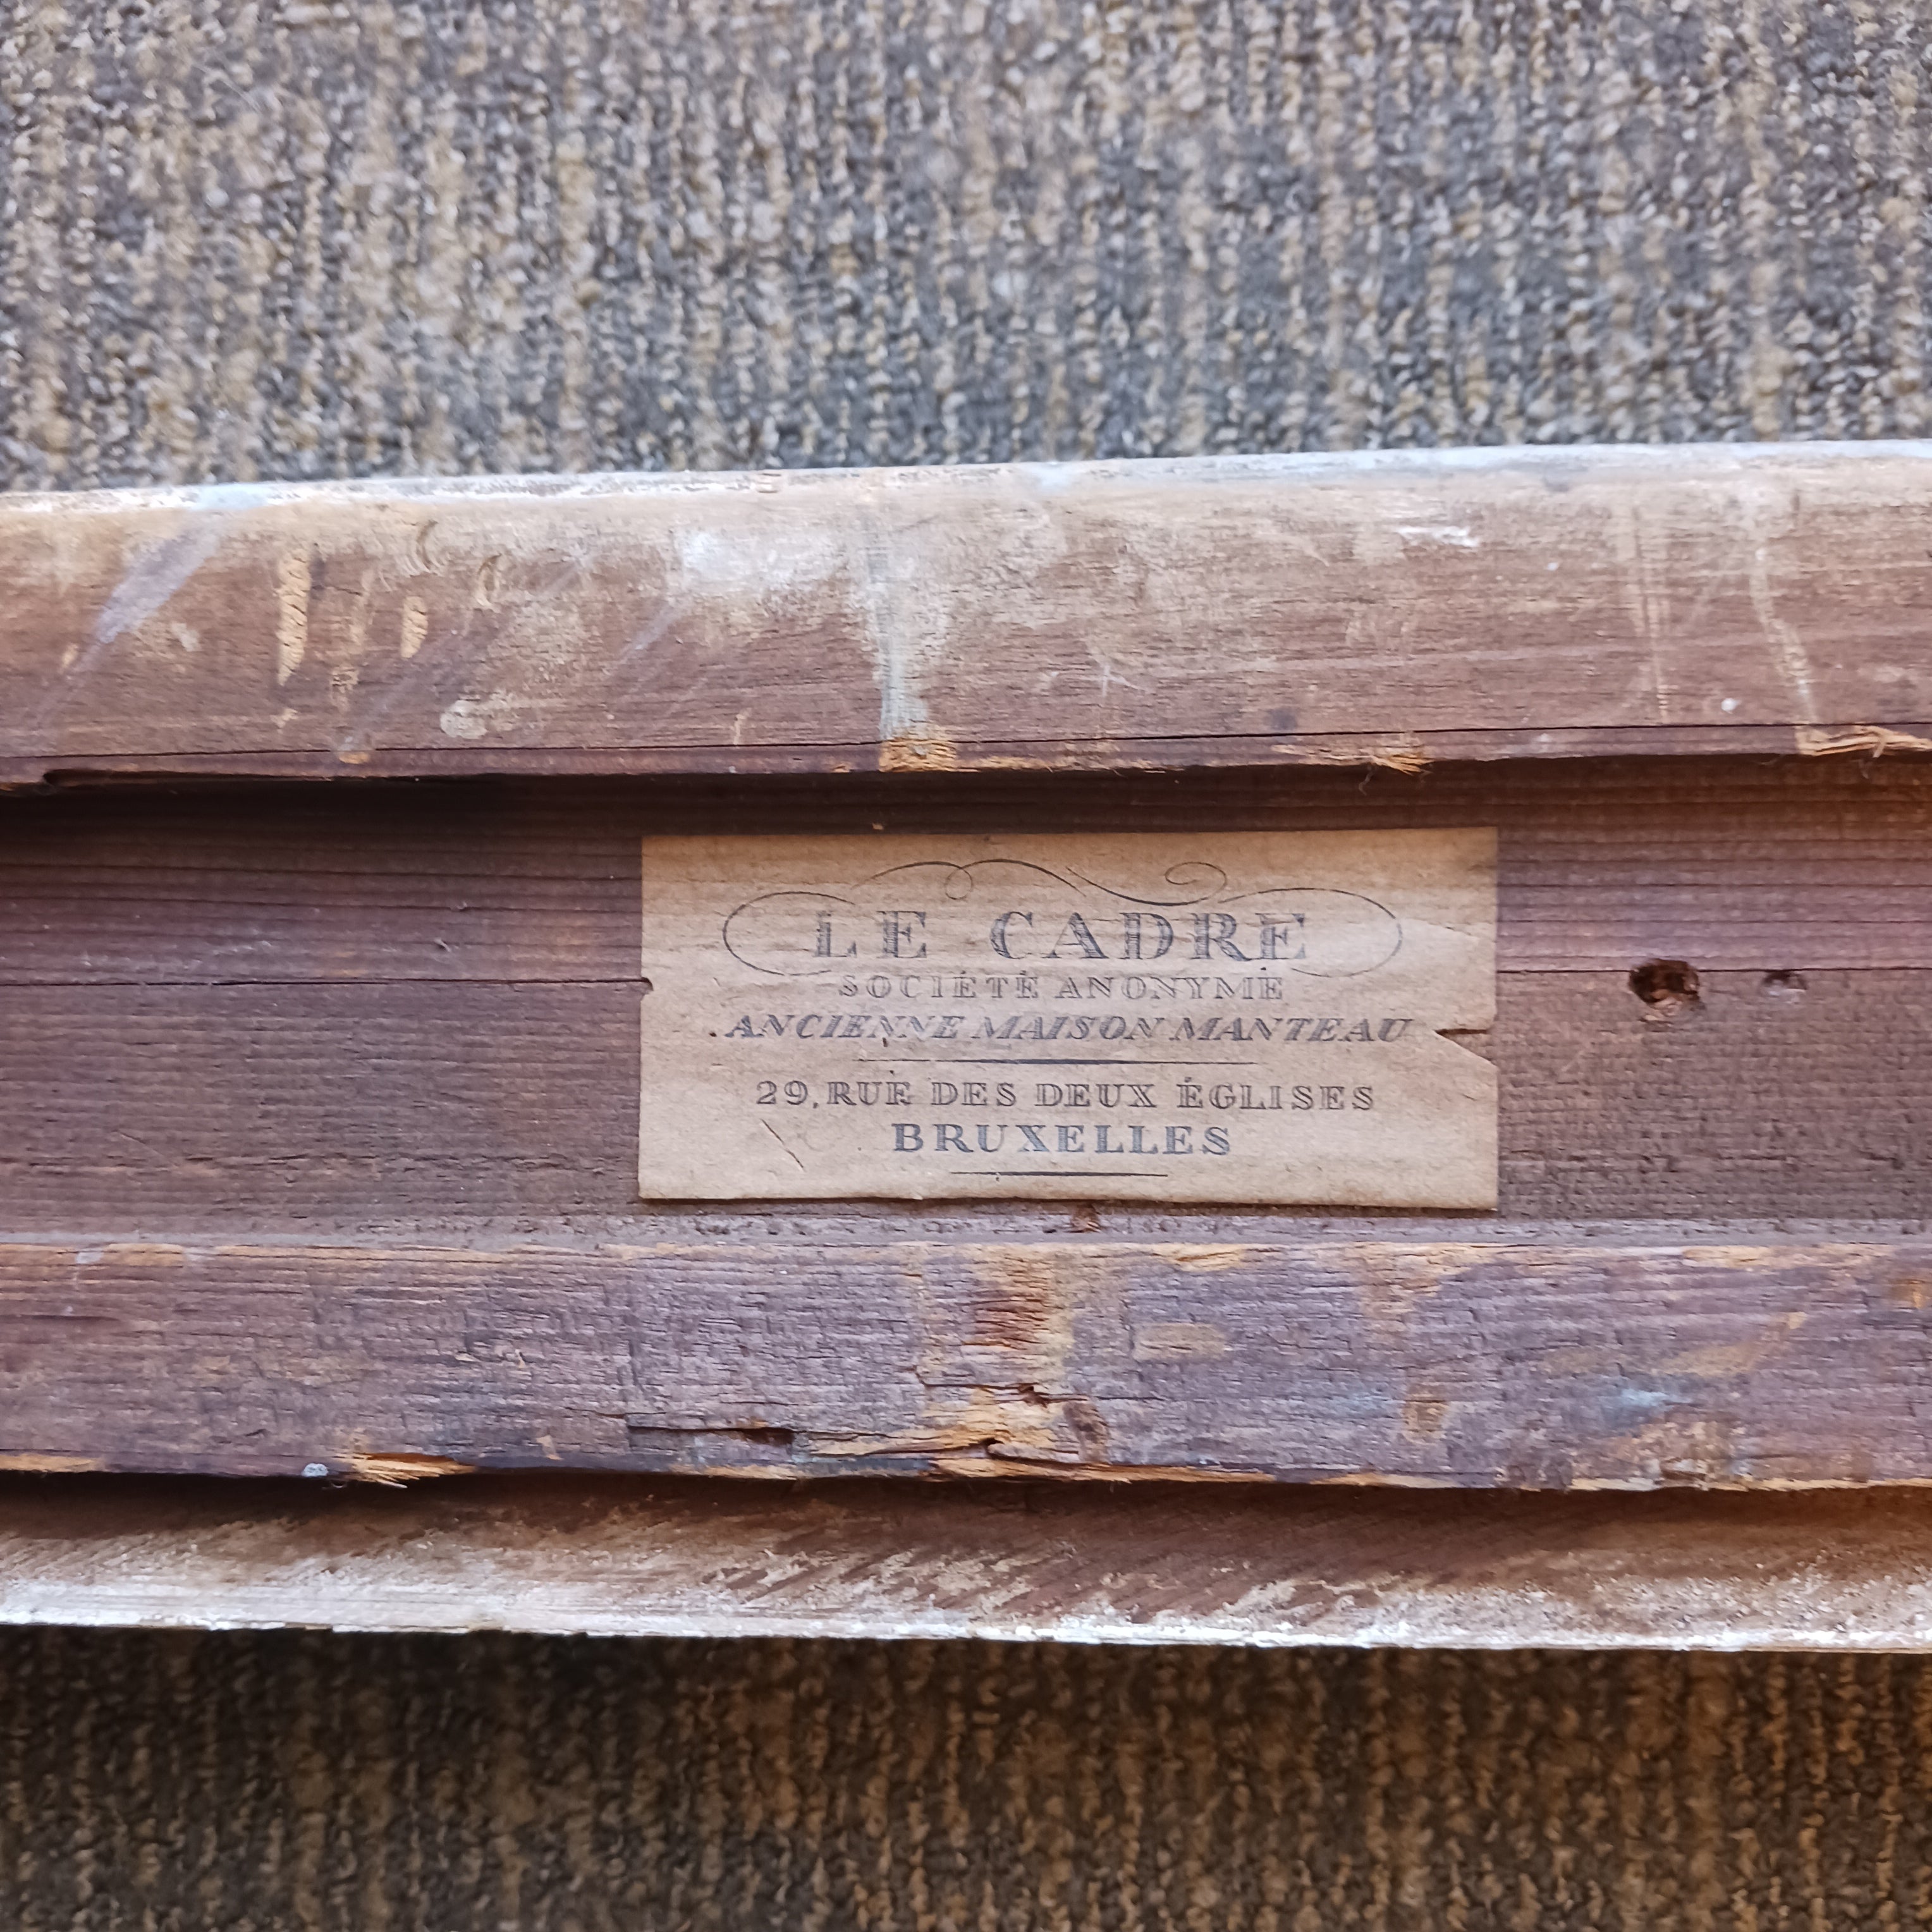 LE CADRE
SOCIÉTÉ ANONYME
ANCIENNE MAISON MANTEAU
29, RUE DES DEUX ÉGLISES
BRUXELLES